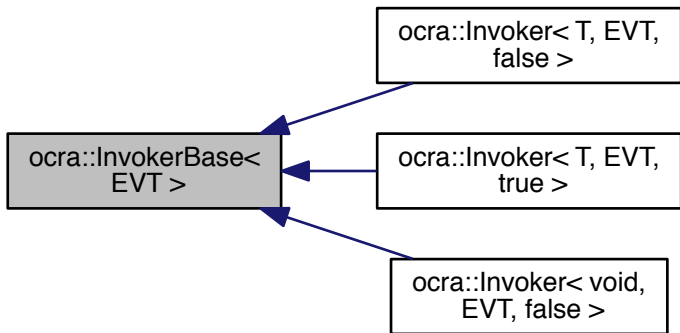 ocra::Invoker< T, EVT,
false >
ocra::InvokerBase<
EVT >
ocra::Invoker< T, EVT,
true >
ocra::Invoker< void,
EVT, false >